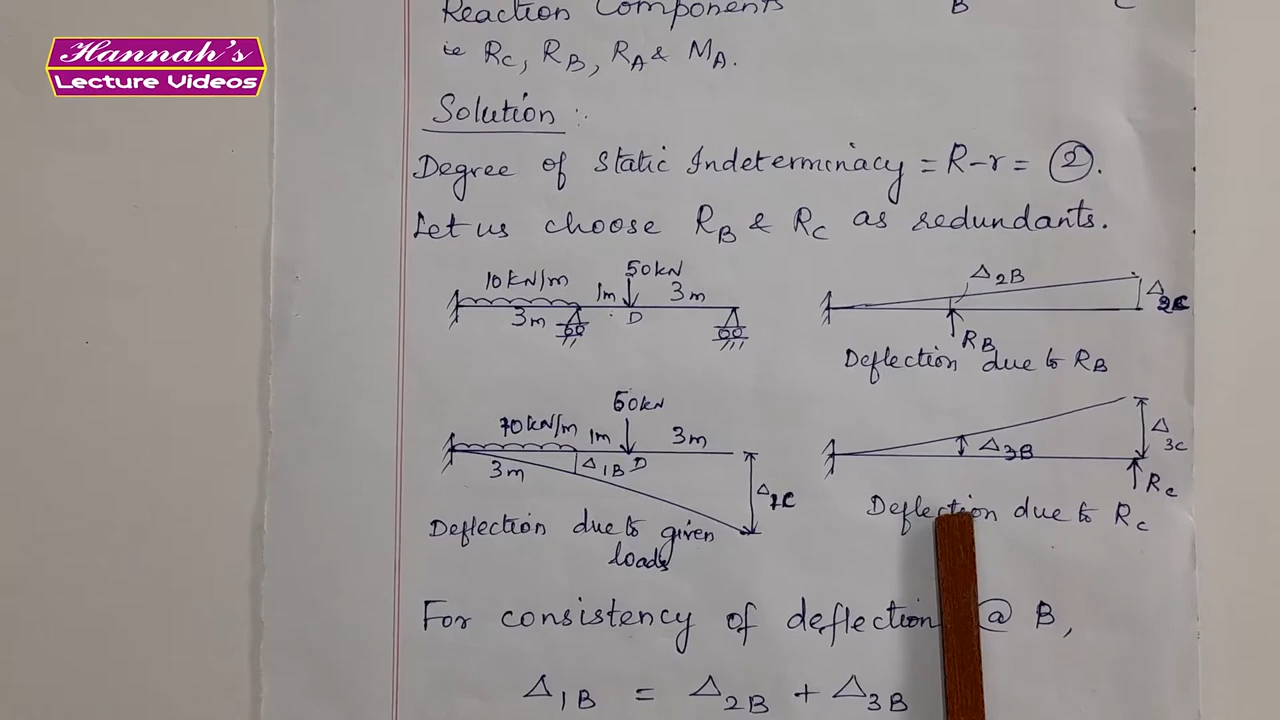 Reaction Components
B C
ie Rc, RB, RA & MA.
Hannah's
Lecture Videos
Solution :
Degree of Static Indeterminacy = R-r = 2.
Let us choose RB & Rc as redundants.
10kN/m 50kN
1m 3m
3m D
Δ2B
Δ2C
RB
Deflection due to RB
10kN/m 50kN
1m 3m
3m Δ1B D
Δ1C
Deflection due to given
loads
Δ3B
Δ3C
Rc
Deflection due to Rc
For consistency of deflection @ B,
Δ1B = Δ2B + Δ3B